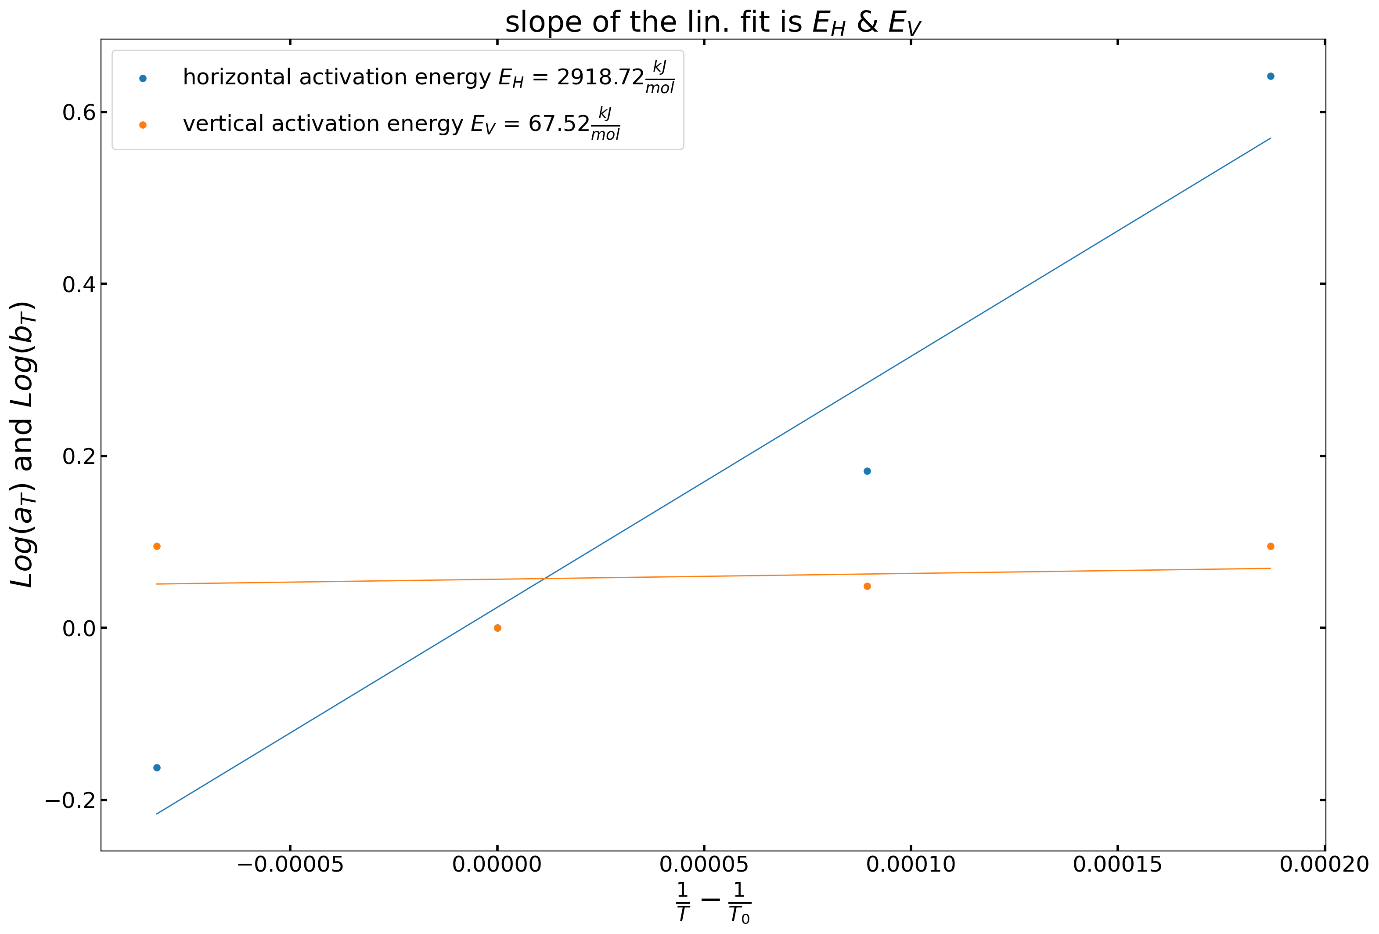 slope of the lin. fit is E_H & E_V
horizontal activation energy E_H = 2918.72 kJ/mol
vertical activation energy E_V = 67.52 kJ/mol
0.6
0.4
0.2
0.0
−0.2
Log(a_T) and Log(b_T)
−0.00005 0.00000 0.00005 0.00010 0.00015 0.00020
1/T − 1/T_0